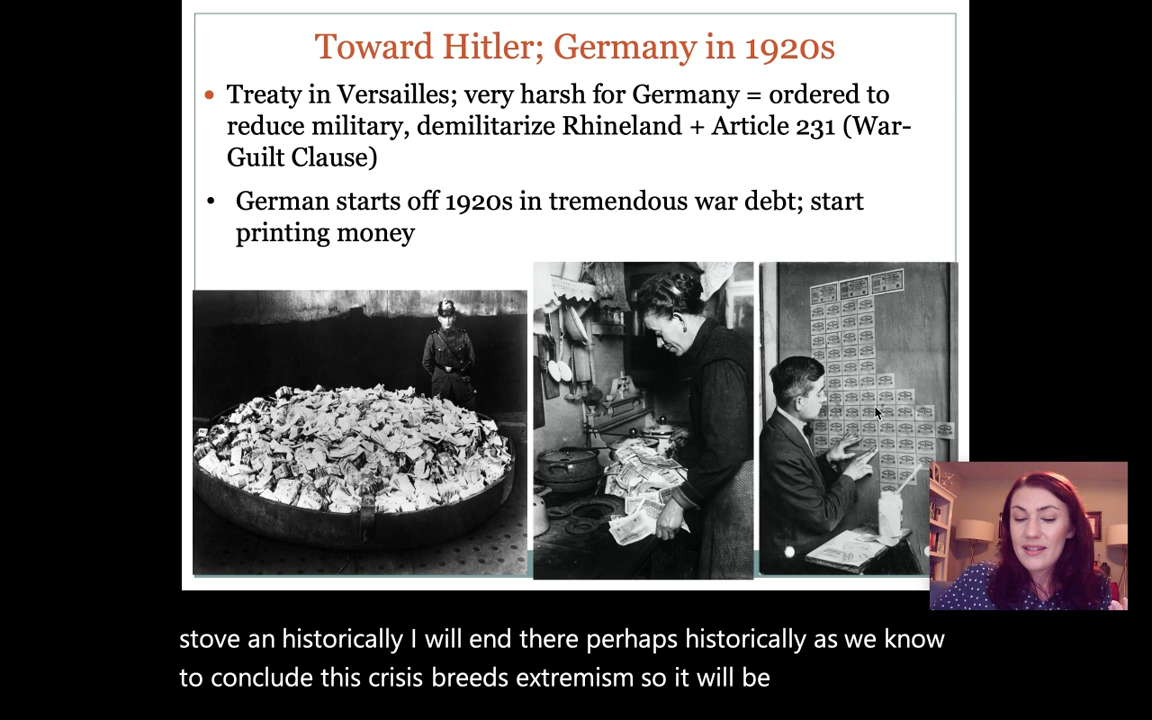 Toward Hitler; Germany in 1920s
• Treaty in Versailles; very harsh for Germany = ordered to
reduce military, demilitarize Rhineland + Article 231 (War-
Guilt Clause)
• German starts off 1920s in tremendous war debt; start
printing money
stove an historically I will end there perhaps historically as we know
to conclude this crisis breeds extremism so it will be